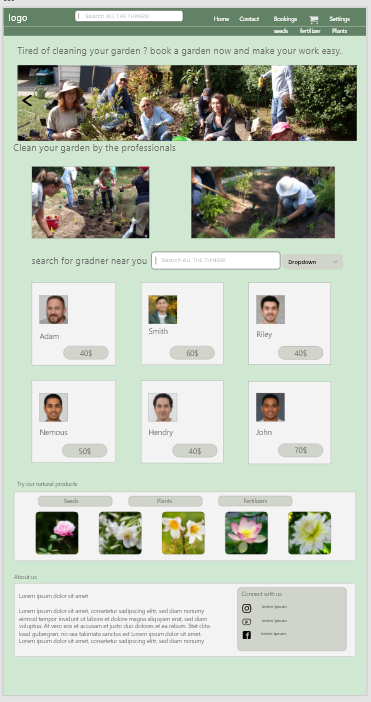 logo
Search ALL THE THINGS!
Home
Contact
Bookings
Settings
seeds
fertilizer
Plants
Tired of cleaning your garden ? book a garden now and make your work easy.
Clean your garden by the professionals
search for gradner near you
Search ALL THE THINGS!
Dropdown
Adam
40$
Smith
60$
Riley
40$
Nemous
50$
Hendry
40$
John
70$
Try our natural products
Seeds
Plants
fertilizers
About us
Lorem ipsum dolor sit amet
Lorem ipsum dolor sit amet, consetetur sadipscing elitr, sed diam nonumy
eirmod tempor invidunt ut labore et dolore magna aliquyam erat, sed diam
voluptua. At vero eos et accusam et justo duo dolores et ea rebum. Stet clita
kasd gubergren, no sea takimata sanctus est Lorem ipsum dolor sit amet.
Lorem ipsum dolor sit amet, consetetur sadipscing elitr, sed diam nonumy
Connect with us
lorem ipsum
lorem ipsum
lorem ipsum